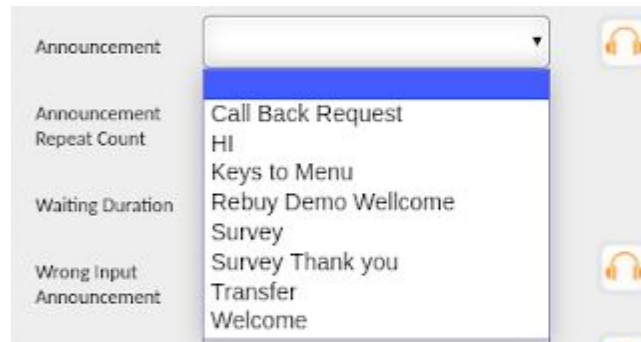 Announcement
Announcement
Repeat Count
Waiting Duration
Wrong Input
Announcement
Call Back Request
HI
Keys to Menu
Rebuy Demo Wellcome
Survey
Survey Thank you
Transfer
Welcome